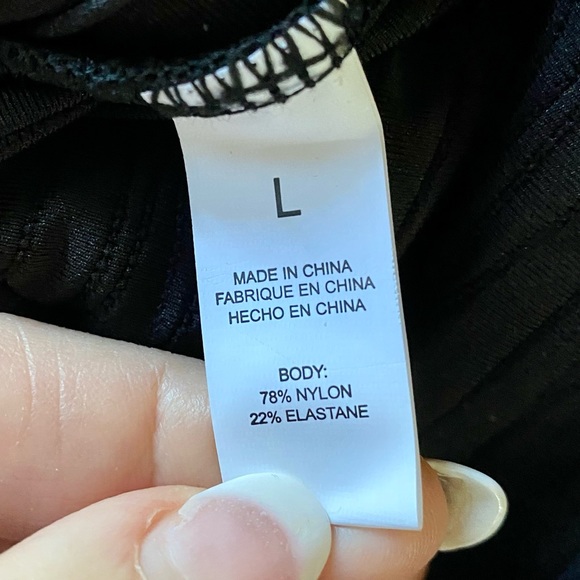 L
MADE IN CHINA
FABRIQUE EN CHINA
HECHO EN CHINA
BODY:
78% NYLON
22% ELASTANE